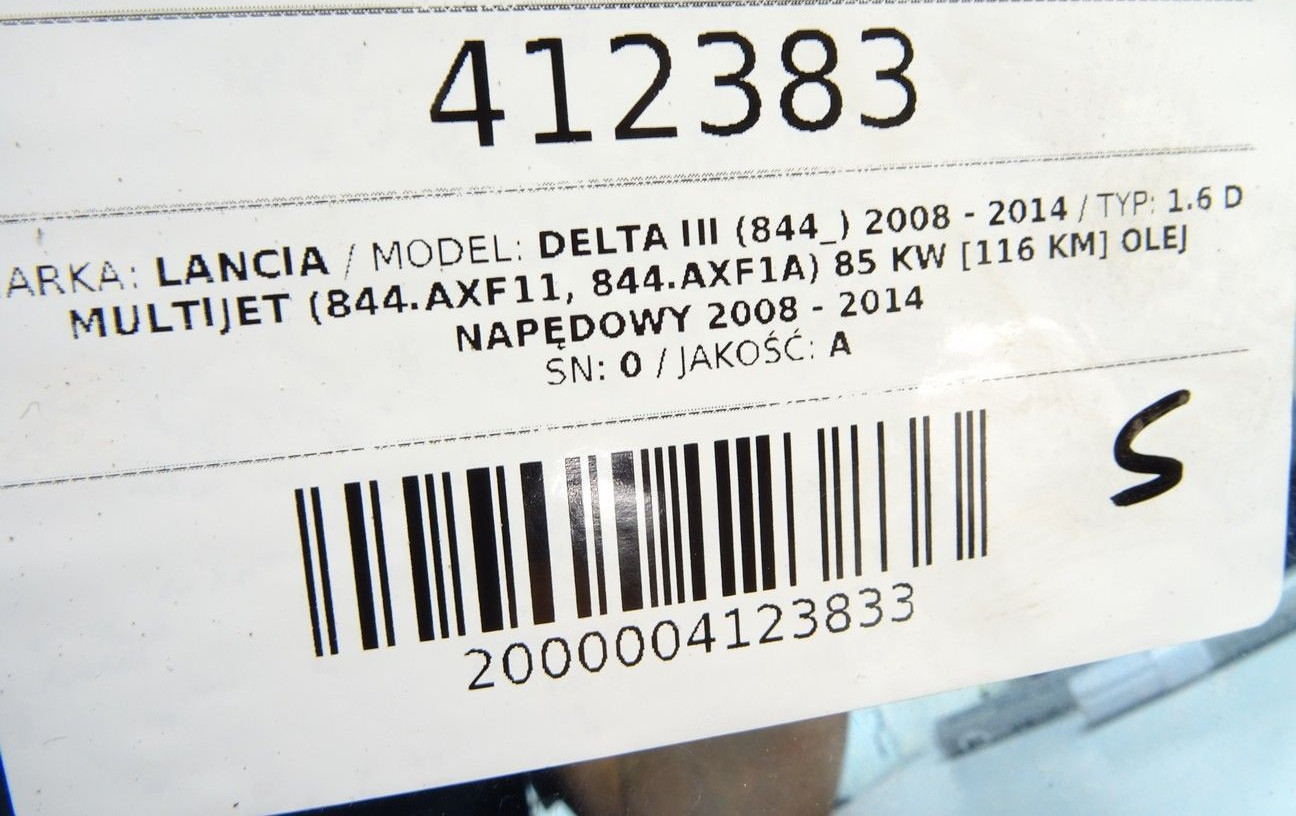 412383
ARKA: LANCIA / MODEL: DELTA III (844_) 2008 - 2014 / TYP: 1.6 D
MULTIJET (844.AXF11, 844.AXF1A) 85 KW [116 KM] OLEJ
NAPĘDOWY 2008 - 2014
SN: 0 / JAKOŚĆ: A
S
2000004123833